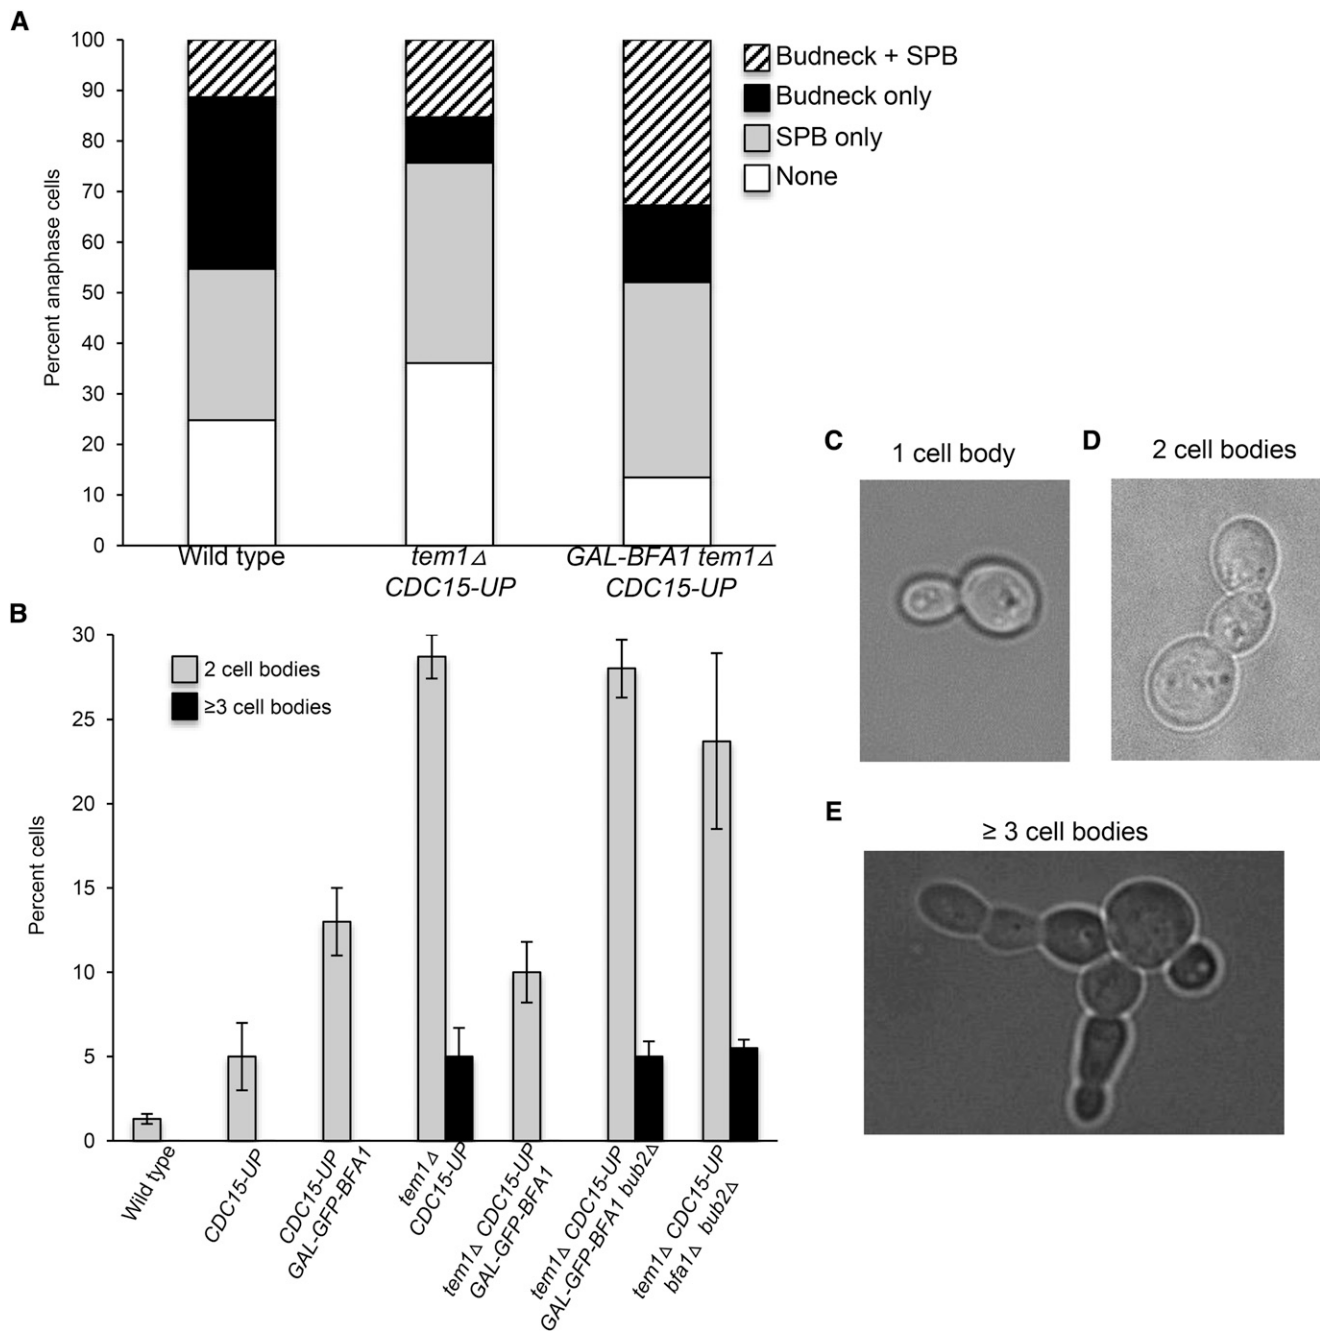 A
100
90
80
70
60
50
40
30
20
10
0
Percent anaphase cells
Budneck + SPB
Budneck only
SPB only
None
Wild type
tem1Δ
CDC15-UP
GAL-BFA1 tem1Δ
CDC15-UP
B
30
25
20
15
10
5
0
Percent cells
2 cell bodies
≥3 cell bodies
Wild type
CDC15-UP
CDC15-UP
GAL-GFP-BFA1
tem1Δ
CDC15-UP
tem1Δ CDC15-UP
GAL-GFP-BFA1
tem1Δ CDC15-UP
GAL-GFP-BFA1 bub2Δ
tem1Δ CDC15-UP
bfa1Δ bub2Δ
C
1 cell body
D
2 cell bodies
E
≥ 3 cell bodies